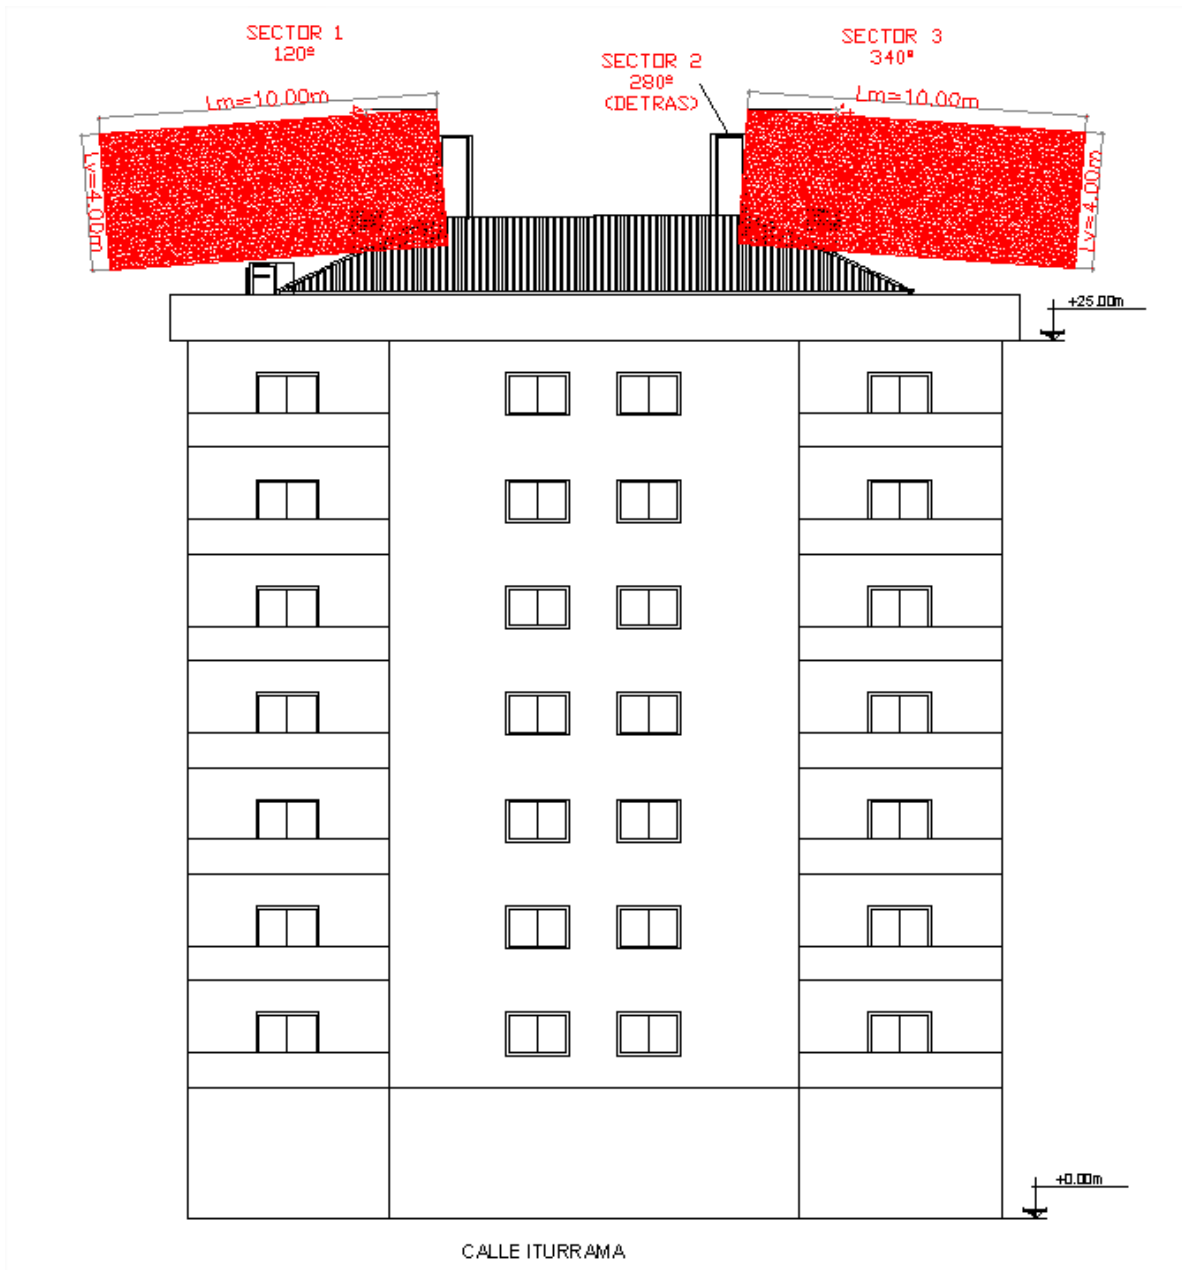 SECTOR 1
120º
SECTOR 2
280º
(DETRAS)
SECTOR 3
340º
Lm=10.00m
Lm=10.00m
Lv=4.00m
Lv=4.00m
+25.00m
+0.00m
CALLE ITURRAMA